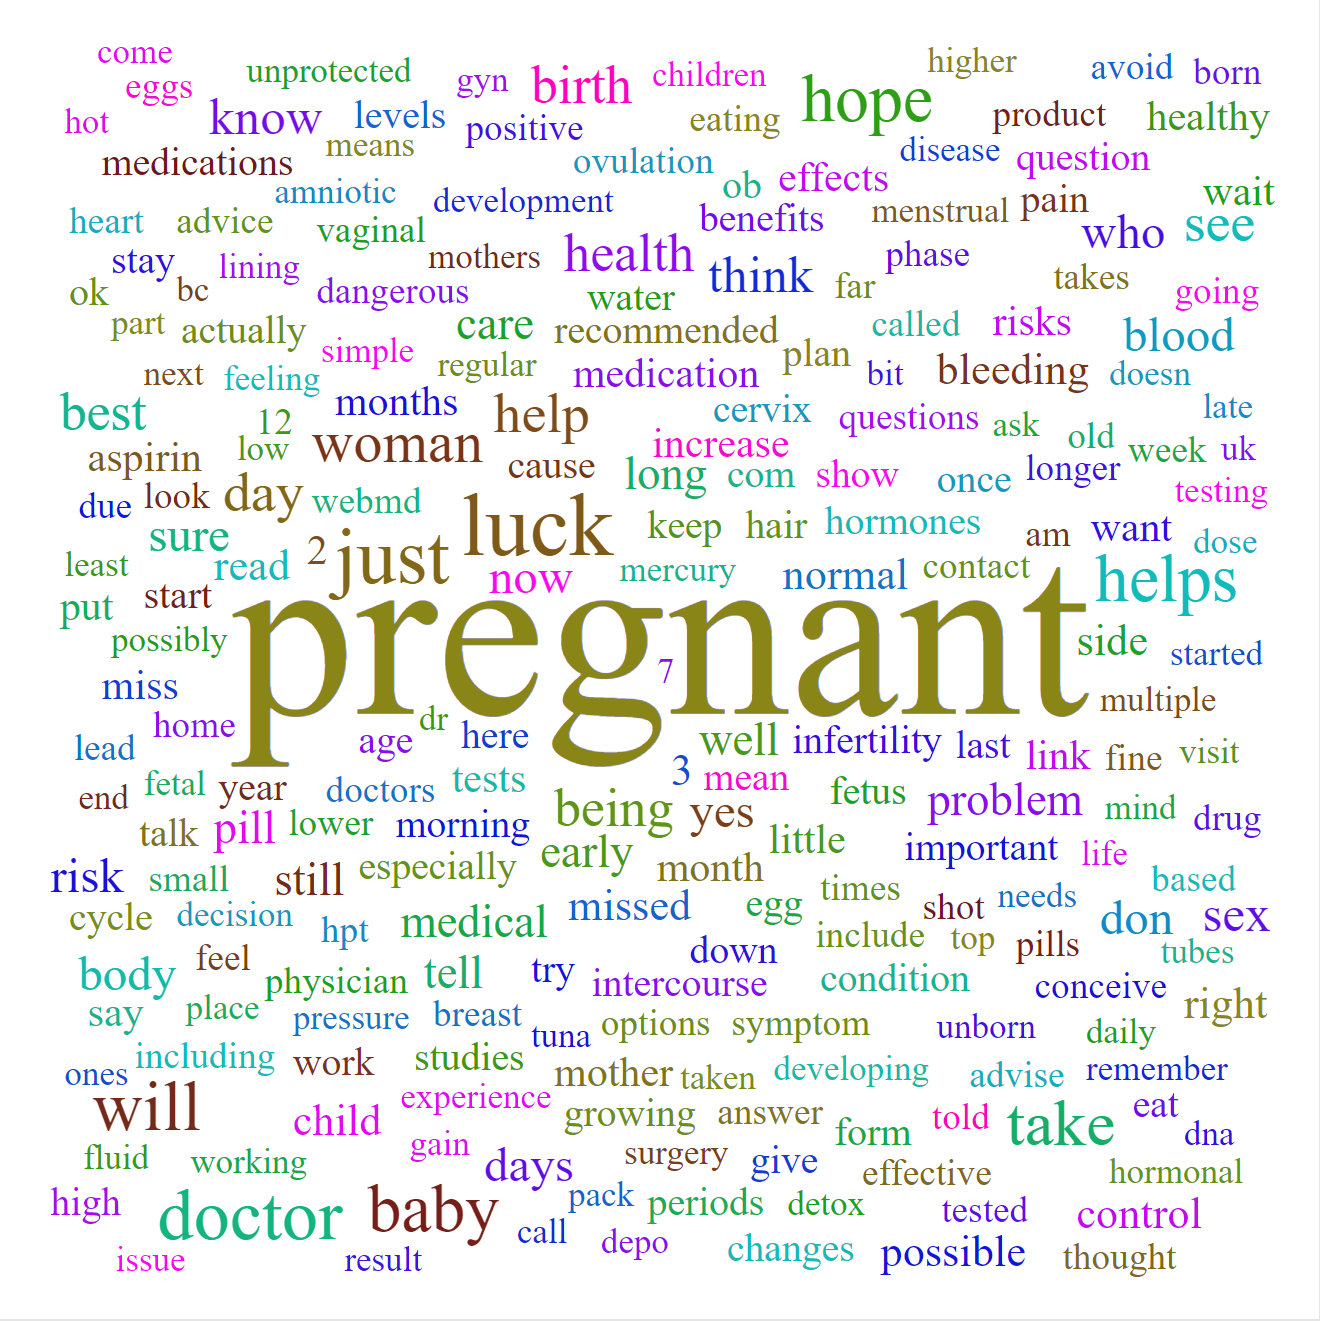 come
unprotected
gyn
birth
children
higher
avoid
born
eggs
hope
hot
know
levels
positive
eating
product
healthy
medications
means
ovulation
disease
question
amniotic
development
ob
effects
menstrual
pain
wait
heart
advice
vaginal
mothers
health
benefits
who
see
stay
lining
think
phase
ok
bc
dangerous
water
far
takes
going
part
actually
care
recommended
called
risks
blood
simple
regular
plan
next
feeling
medication
bit
bleeding
doesn
best
months
help
cervix
questions
ask
late
12
aspirin
low
woman
cause
increase
old
week
uk
longer
due
look
day
webmd
long
com
show
once
testing
luck
sure
just
keep
hair
hormones
am
want
dose
least
read
2
now
mercury
normal
contact
helps
put
start
pregnant
possibly
side
started
miss
7
multiple
home
dr
lead
age
here
well
infertility
last
link
fine
visit
end
fetal
year
doctors
tests
3
mean
fetus
problem
mind
drug
talk
pill
lower
morning
being
yes
little
important
life
risk
small
still
especially
early
month
times
shot
needs
based
cycle
decision
hpt
medical
missed
egg
include
top
pills
don
sex
tubes
body
feel
physician
tell
try
down
intercourse
condition
conceive
right
say
place
pressure
breast
tuna
options
symptom
unborn
daily
ones
including
work
studies
mother
taken
developing
advise
remember
will
child
experience
growing
answer
form
told
take
eat
dna
fluid
working
gain
days
surgery
give
effective
hormonal
high
doctor
baby
pack
periods
detox
tested
control
issue
result
call
depo
changes
possible
thought